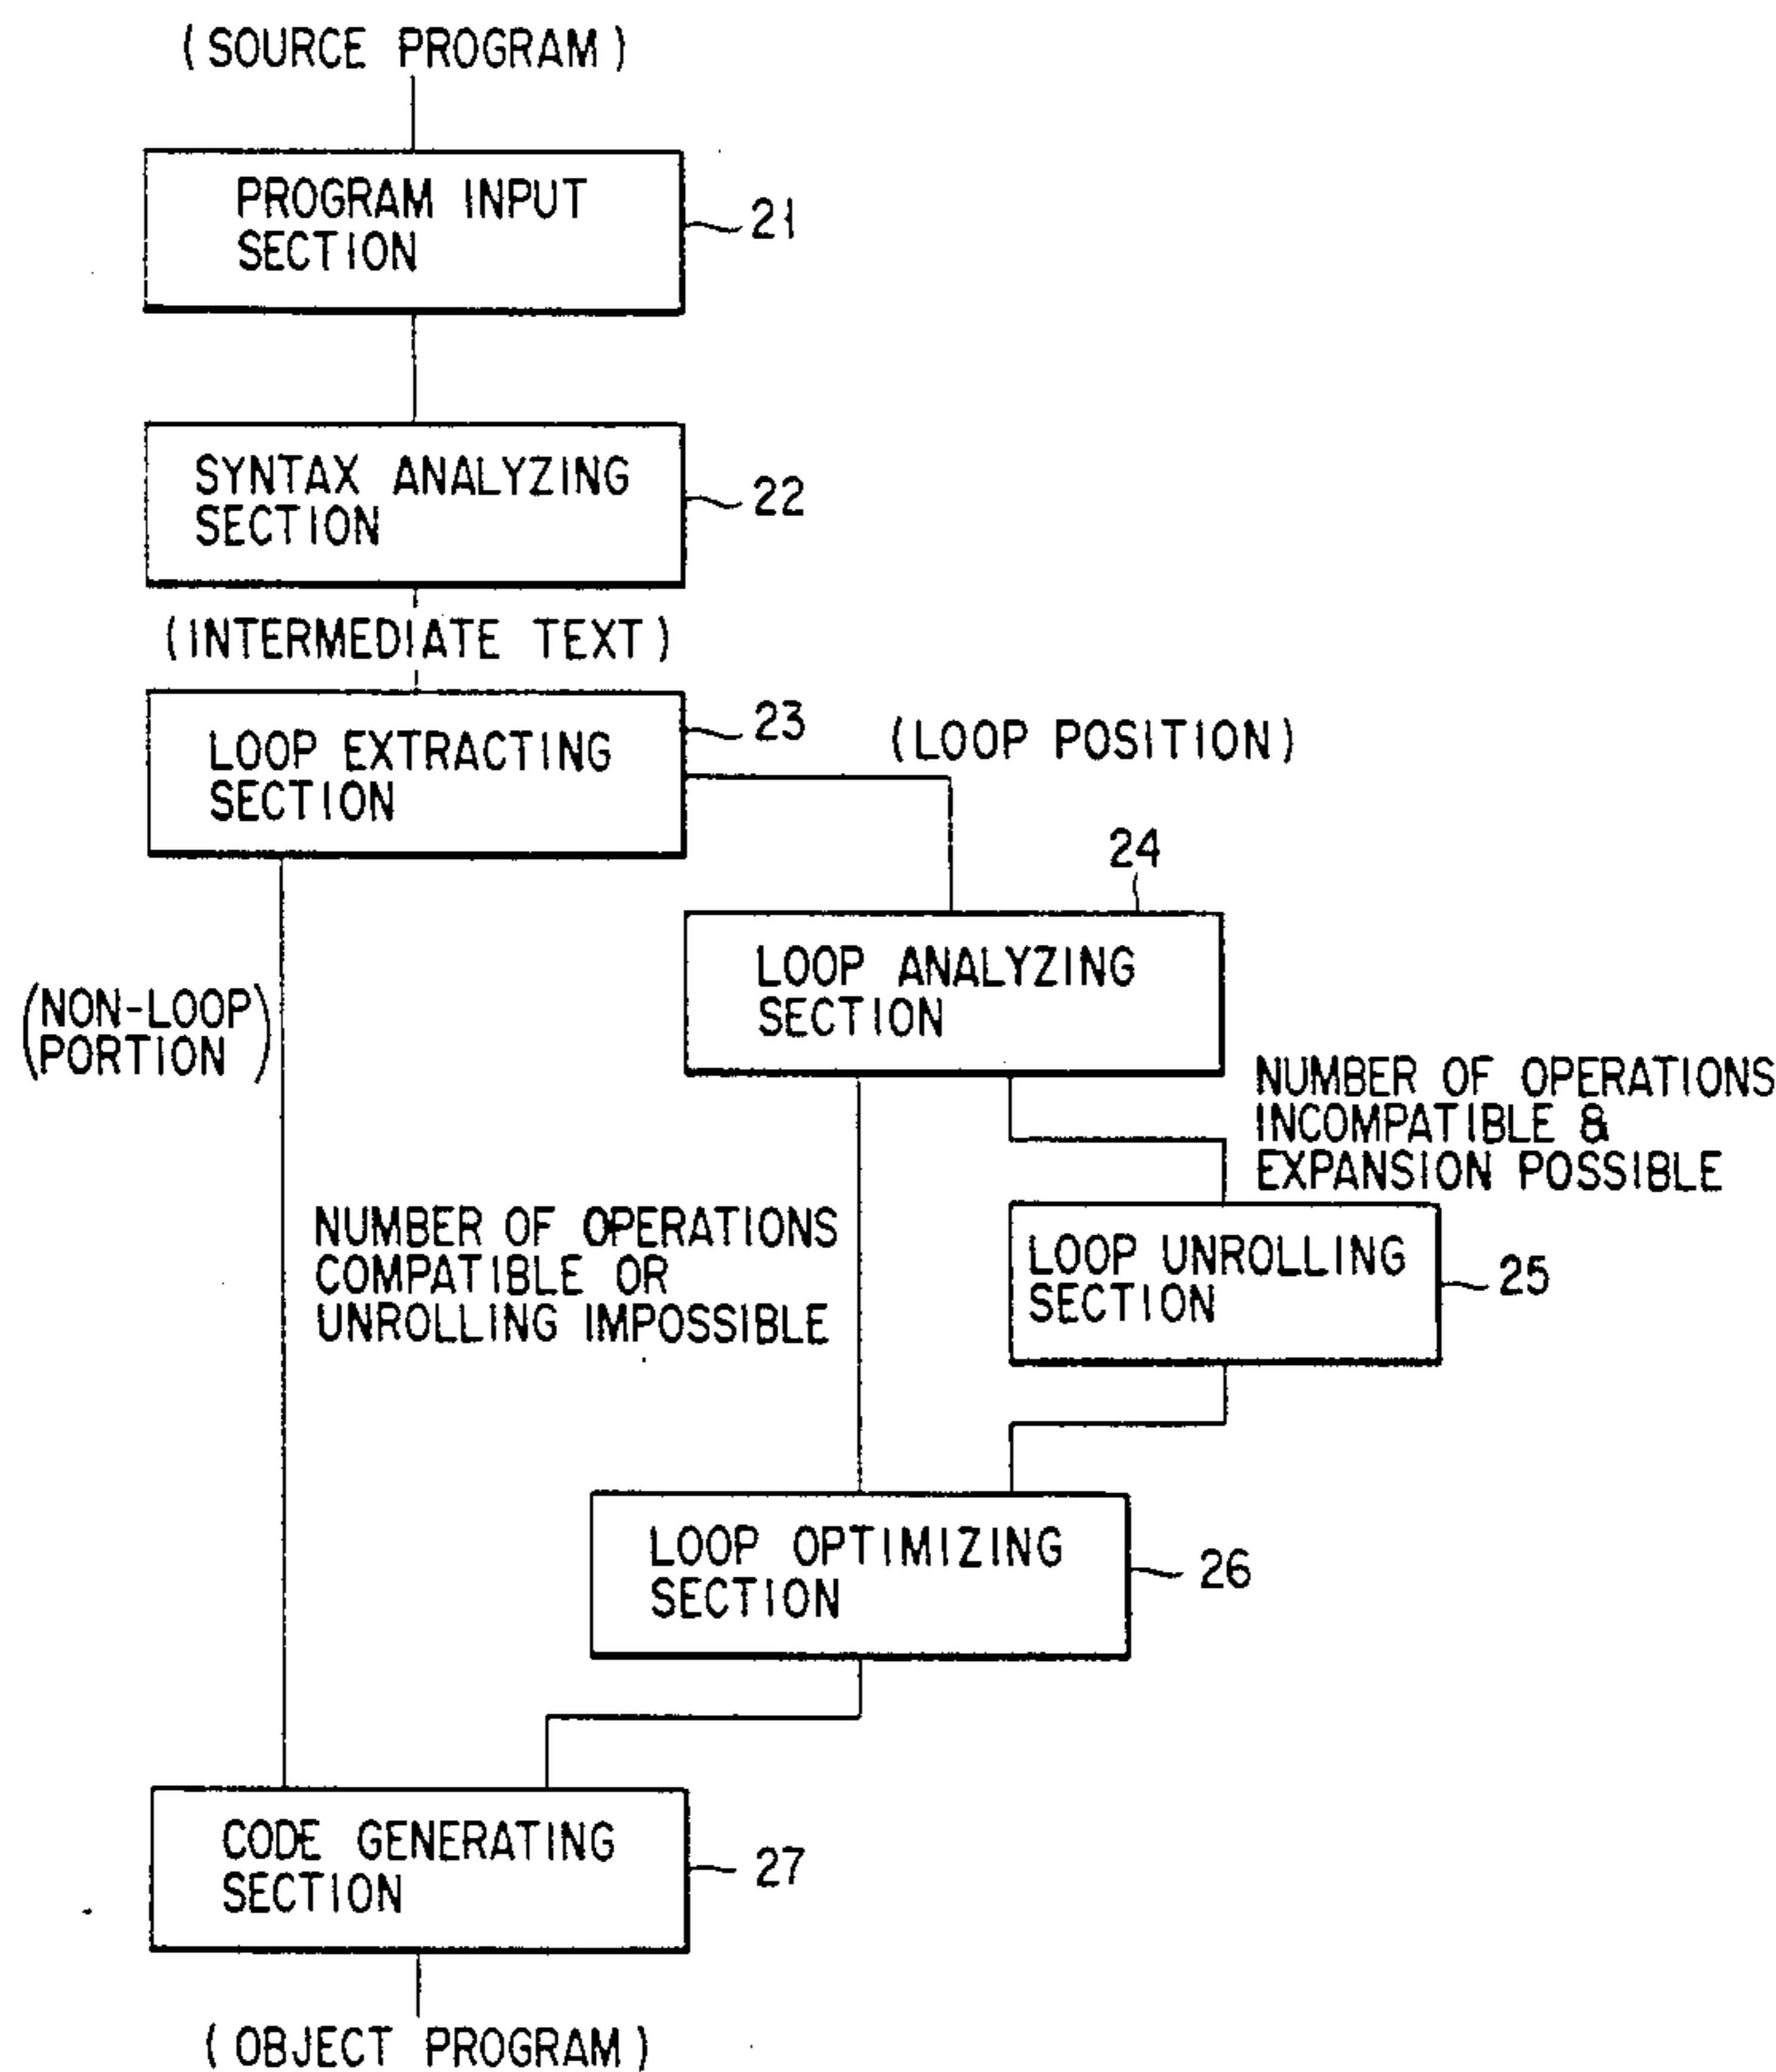 (SOURCE PROGRAM)
PROGRAM INPUT
SECTION
21
SYNTAX ANALYZING
SECTION
22
(INTERMEDIATE TEXT)
LOOP EXTRACTING
SECTION
23
(LOOP POSITION)
24
LOOP ANALYZING
SECTION
(NON-LOOP
PORTION)
NUMBER OF OPERATIONS
INCOMPATIBLE &
EXPANSION POSSIBLE
NUMBER OF OPERATIONS
COMPATIBLE OR
UNROLLING IMPOSSIBLE
LOOP UNROLLING
SECTION
25
LOOP OPTIMIZING
SECTION
26
CODE GENERATING
SECTION
27
(OBJECT PROGRAM)